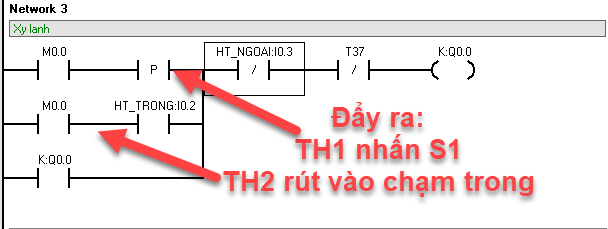 Network 3
Xy lanh
M0.0
P
HT_NGOAI:I0.3
/
T37
/
K:Q0.0
M0.0
HT_TRONG:I0.2
K:Q0.0
Đẩy ra:
TH1 nhấn S1
TH2 rút vào chạm trong